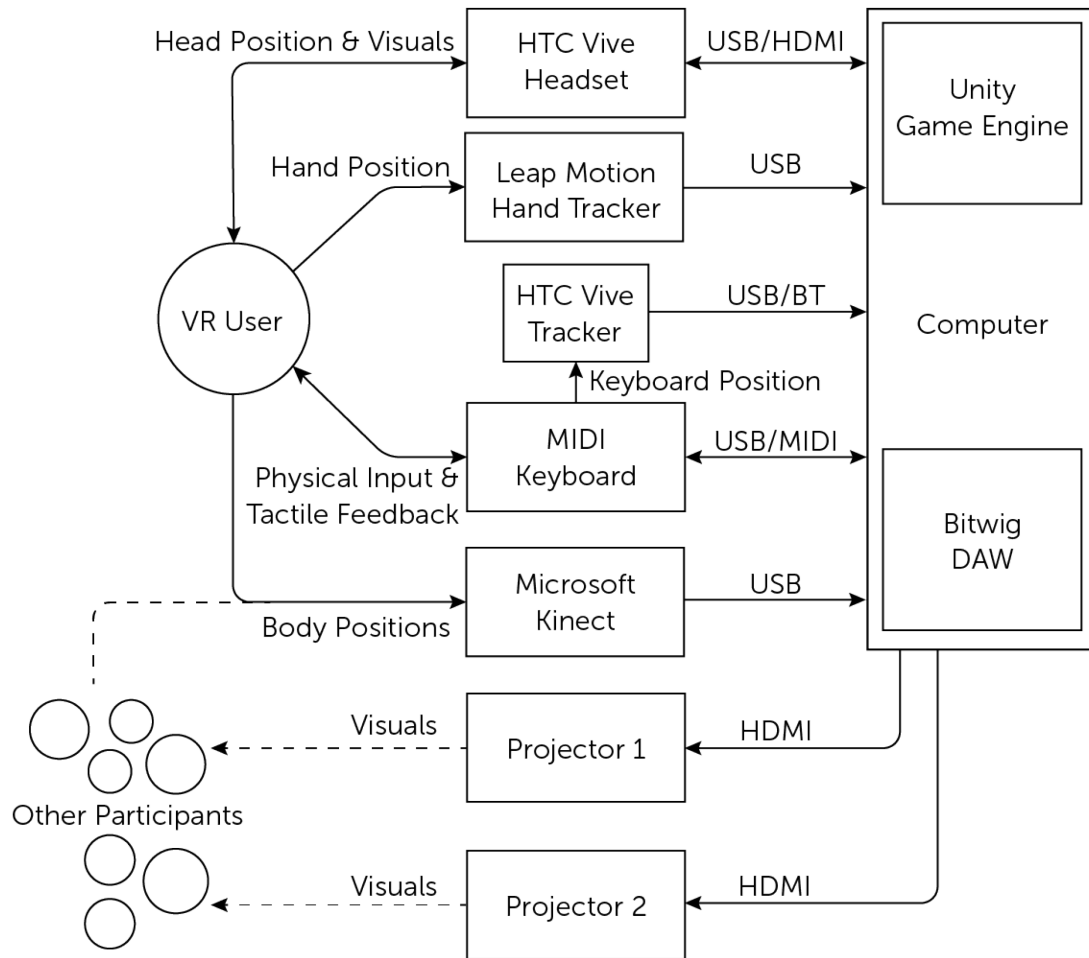 Head Position & Visuals
HTC Vive
Headset
USB/HDMI
Unity
Game Engine
Hand Position
Leap Motion
Hand Tracker
USB
VR User
HTC Vive
Tracker
USB/BT
Computer
Keyboard Position
MIDI
Keyboard
USB/MIDI
Physical Input &
Tactile Feedback
Bitwig
DAW
Microsoft
Kinect
USB
Body Positions
Visuals
Projector 1
HDMI
Other Participants
Visuals
Projector 2
HDMI